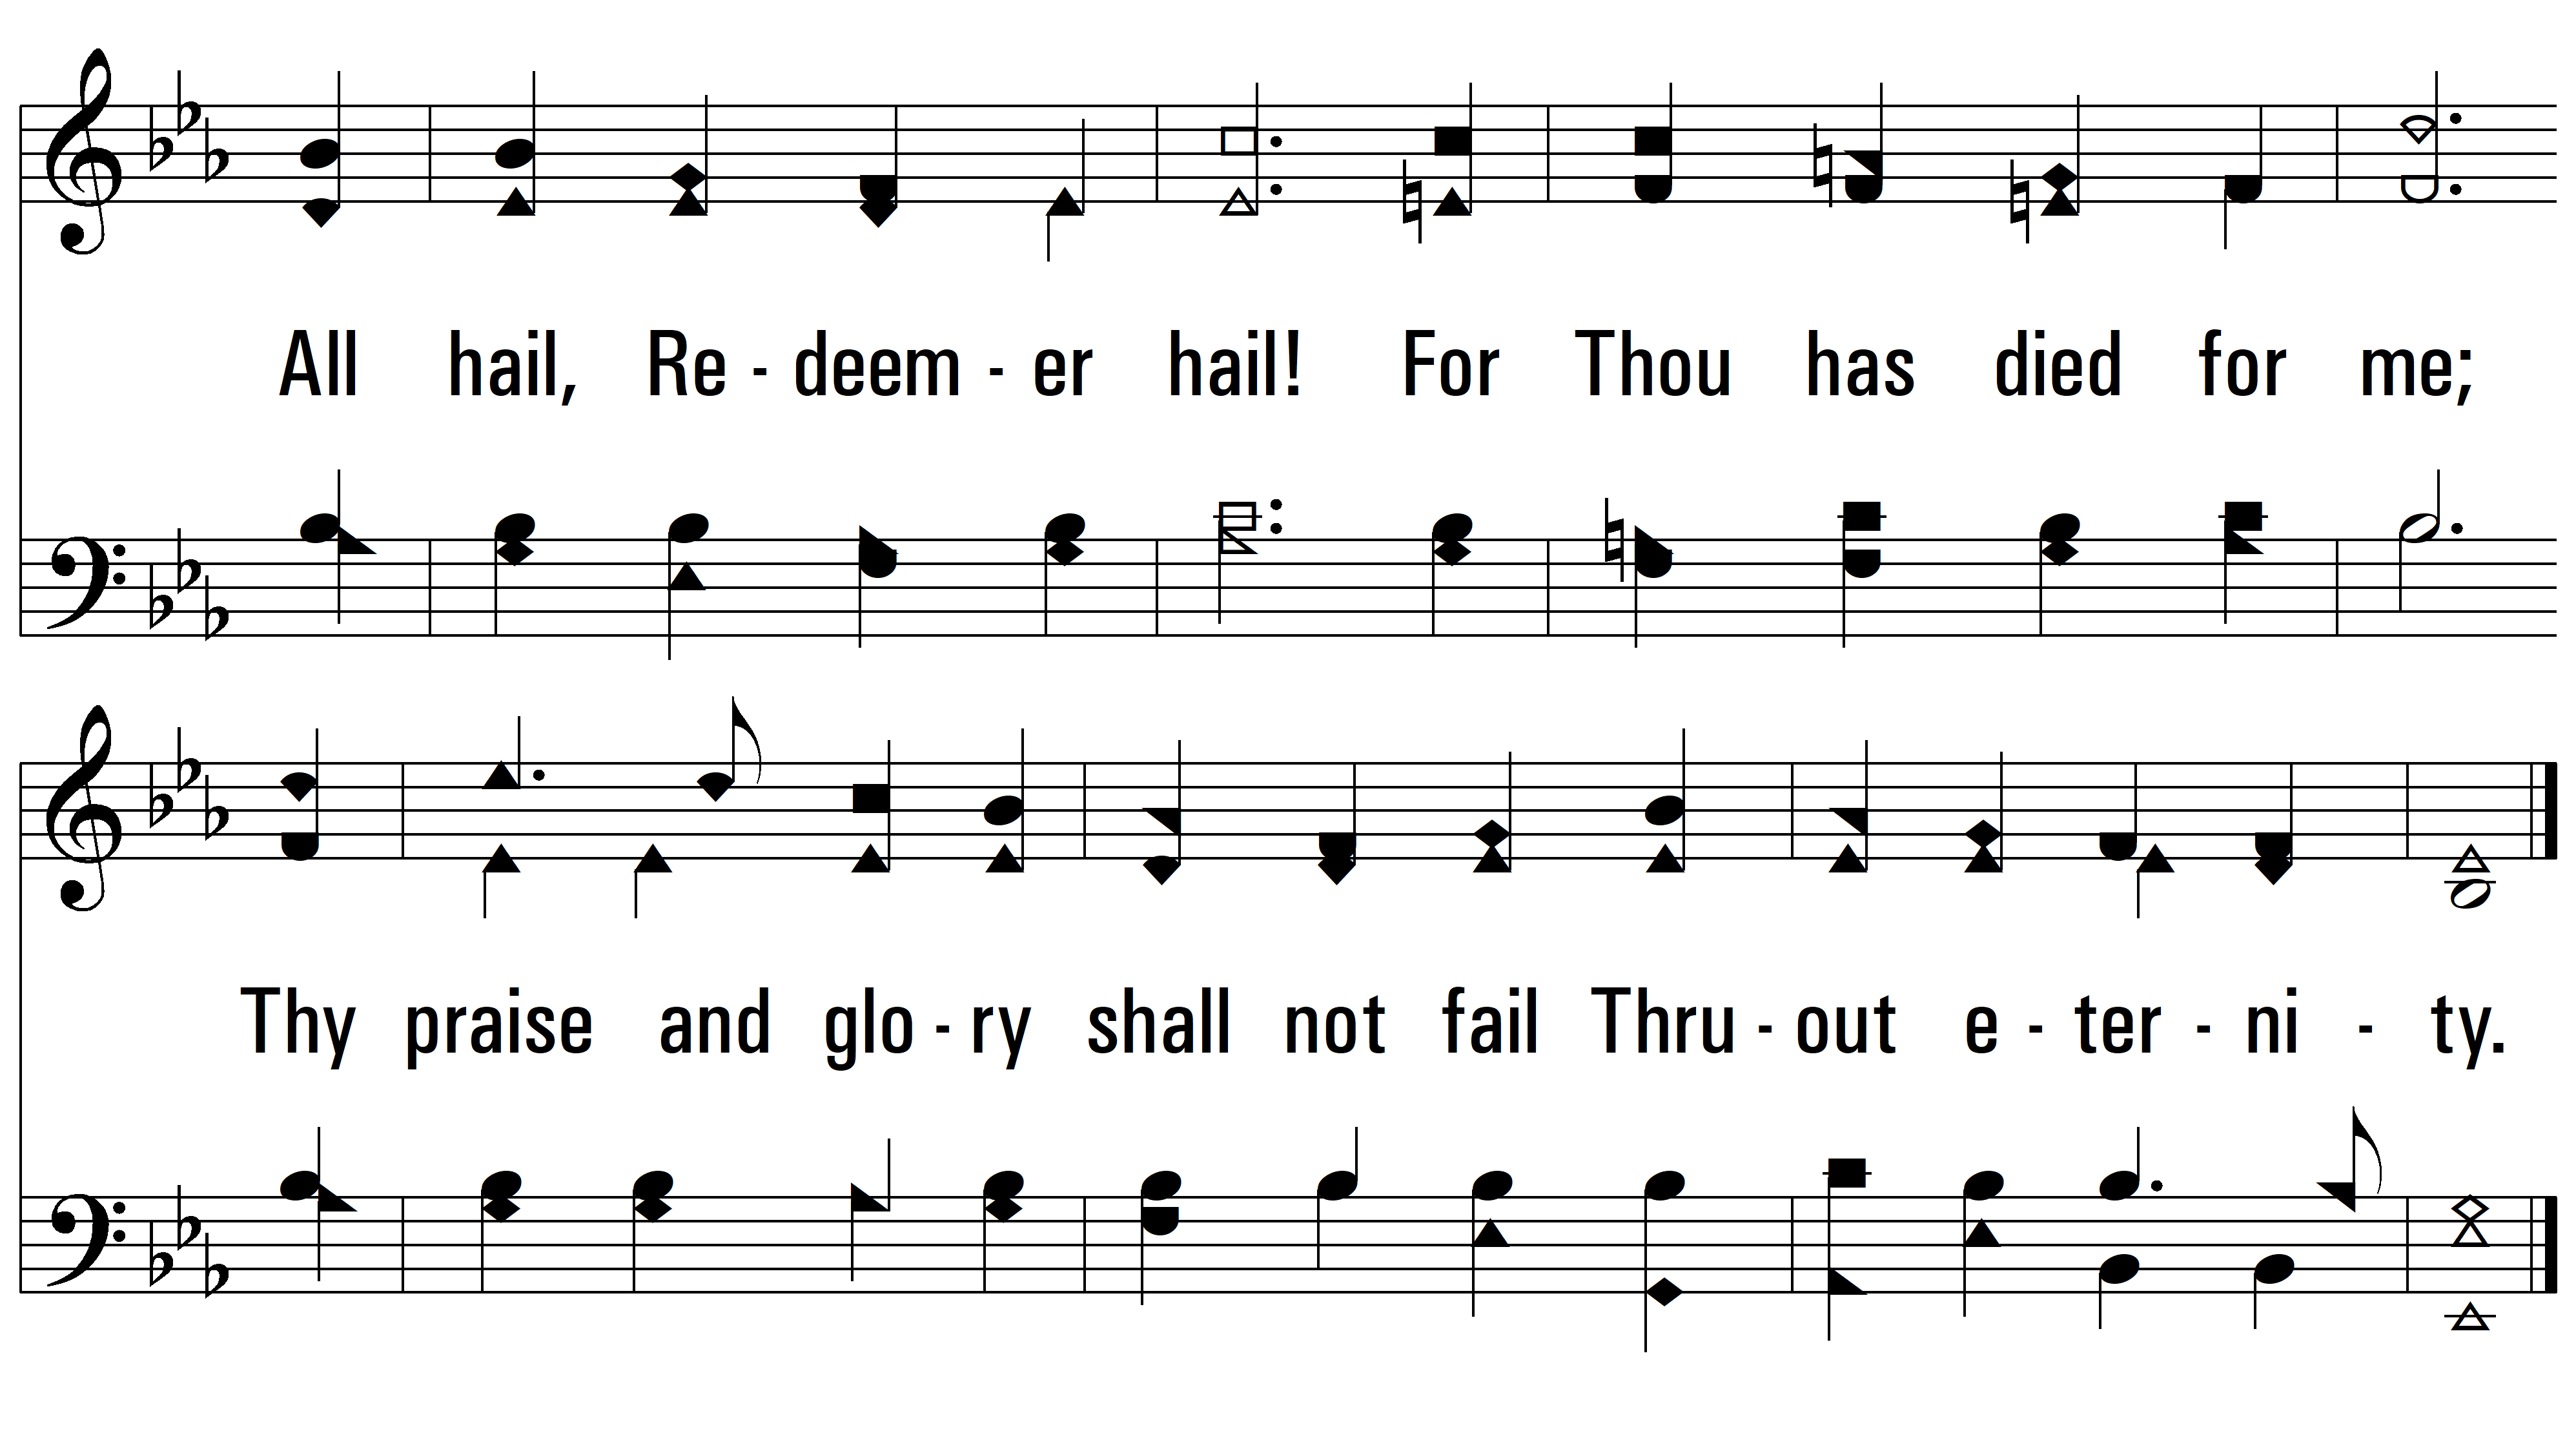 All hail, Re - deem - er hail! For Thou has died for me;
Thy praise and glo - ry shall not fail Thru - out e - ter - ni - ty.